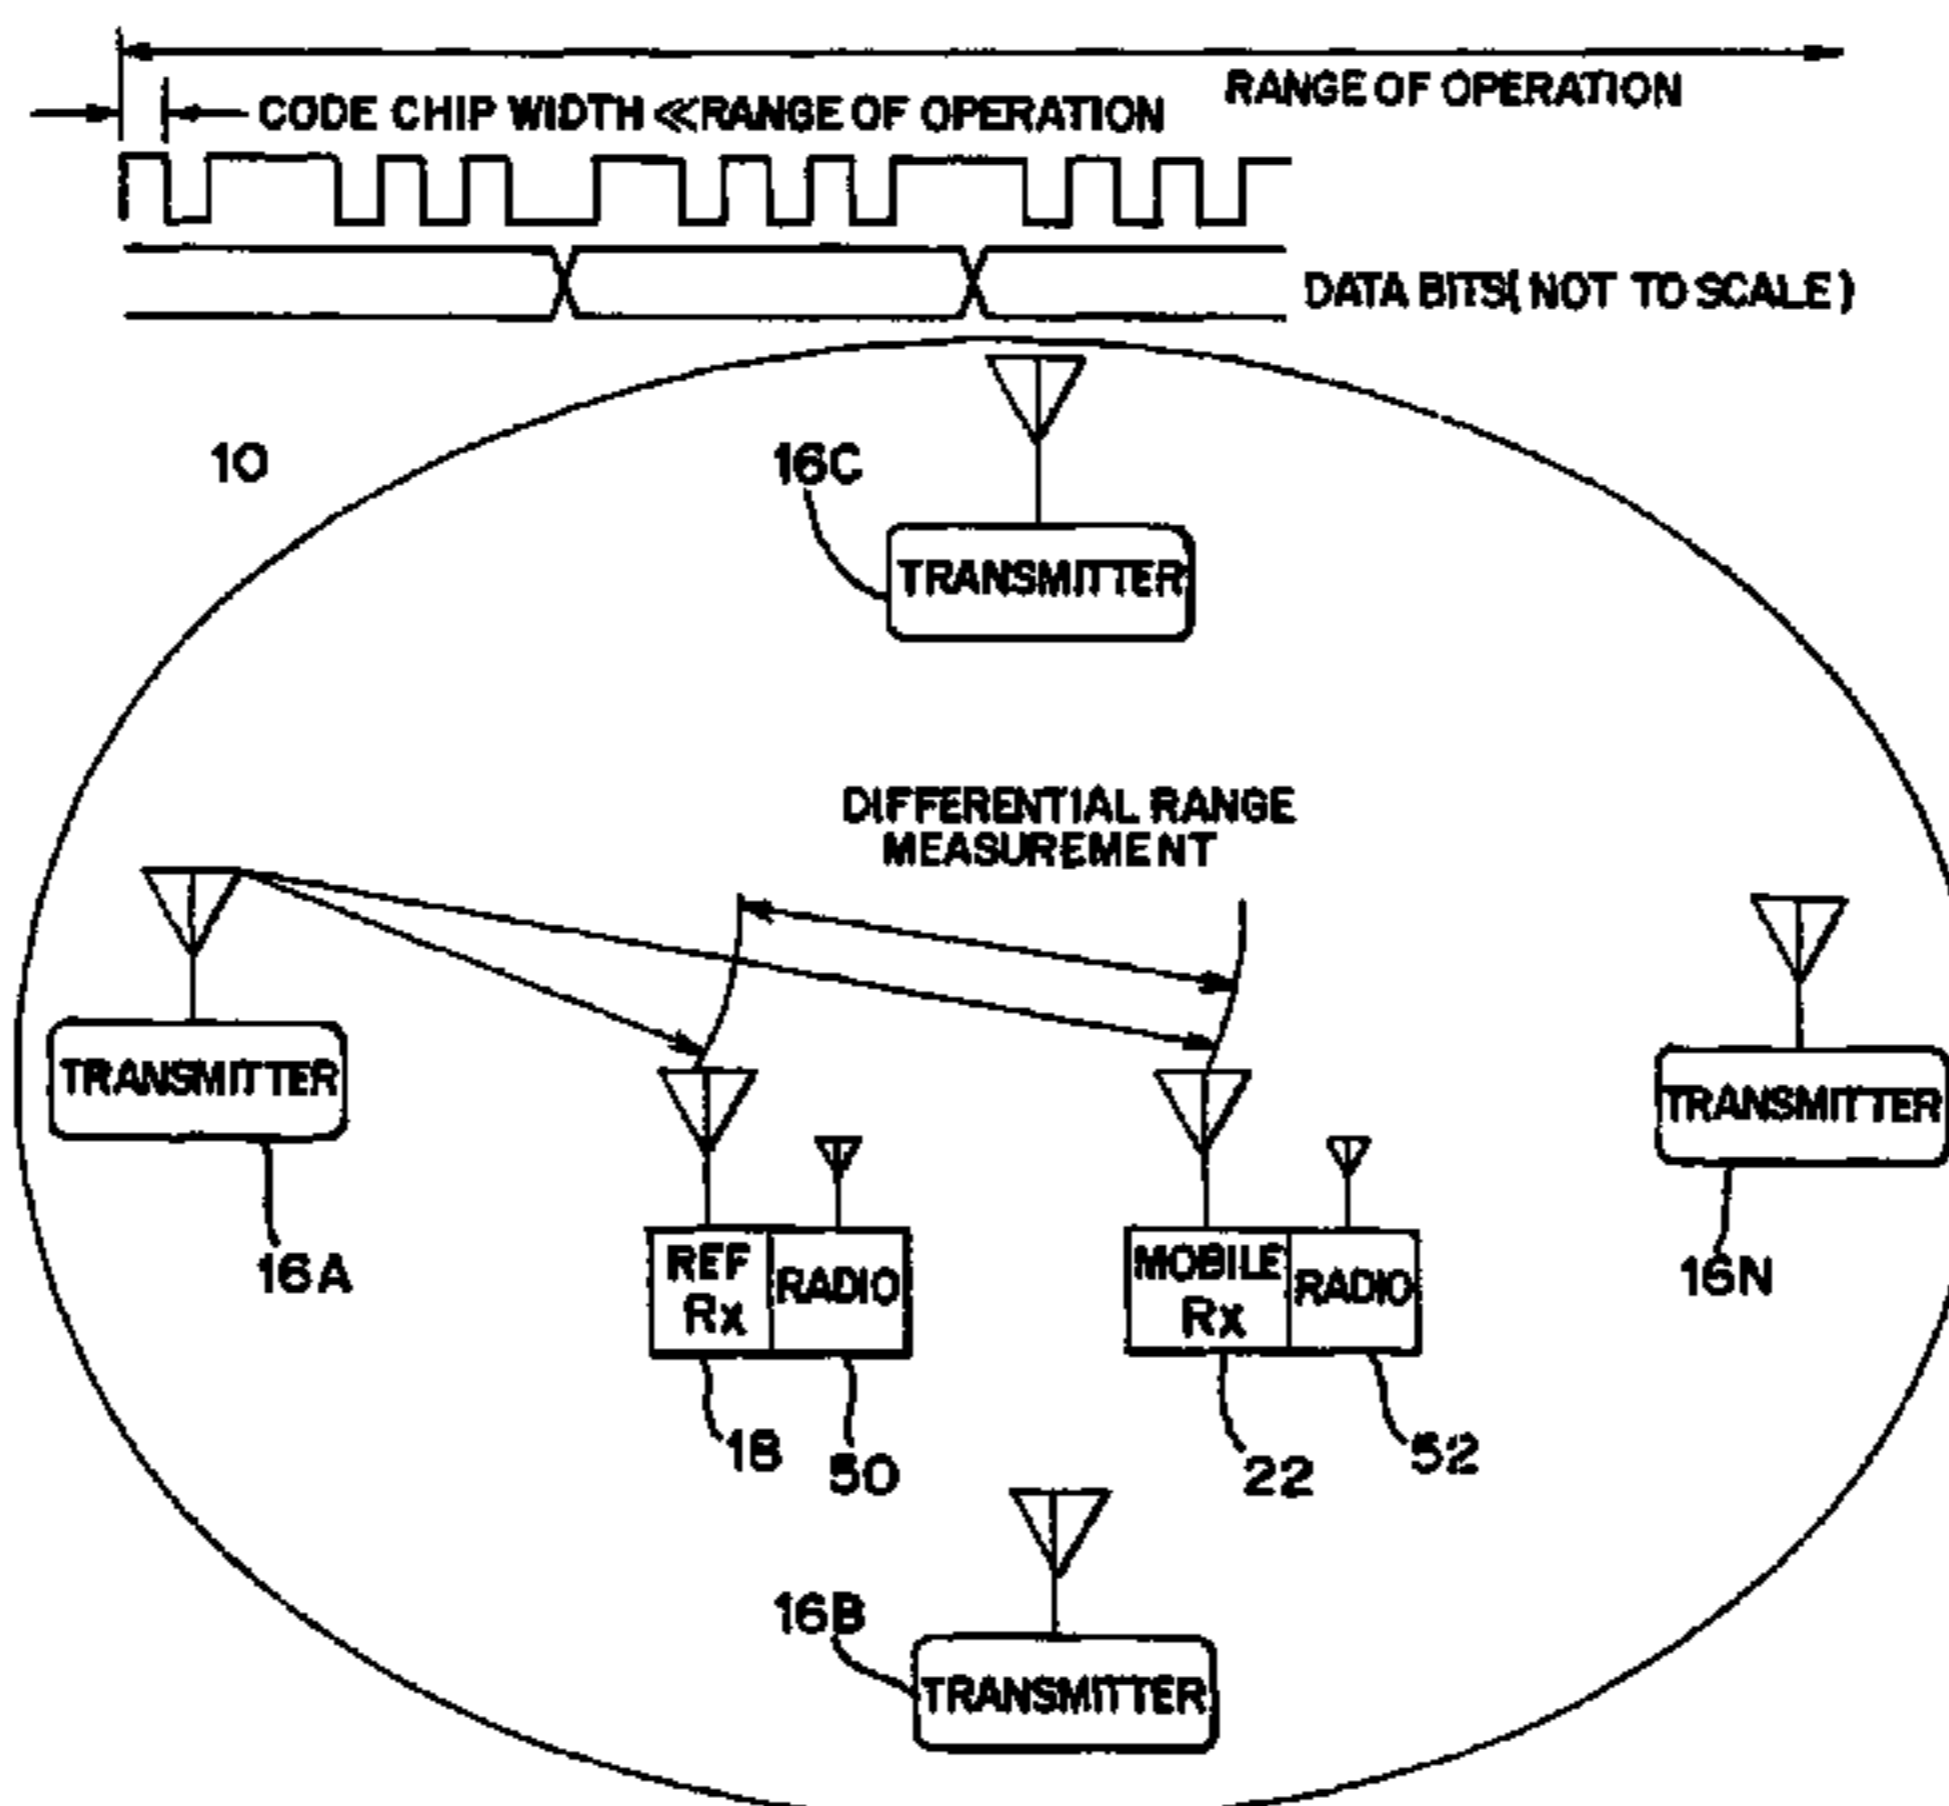 RANGE OF OPERATION
CODE CHIP WIDTH ≪ RANGE OF OPERATION
DATA BITS (NOT TO SCALE)
10
16C
TRANSMITTER
DIFFERENTIAL RANGE
MEASUREMENT
TRANSMITTER
TRANSMITTER
16A
REF
Rx
RADIO
MOBILE
Rx
RADIO
16N
18
50
22
52
16B
TRANSMITTER